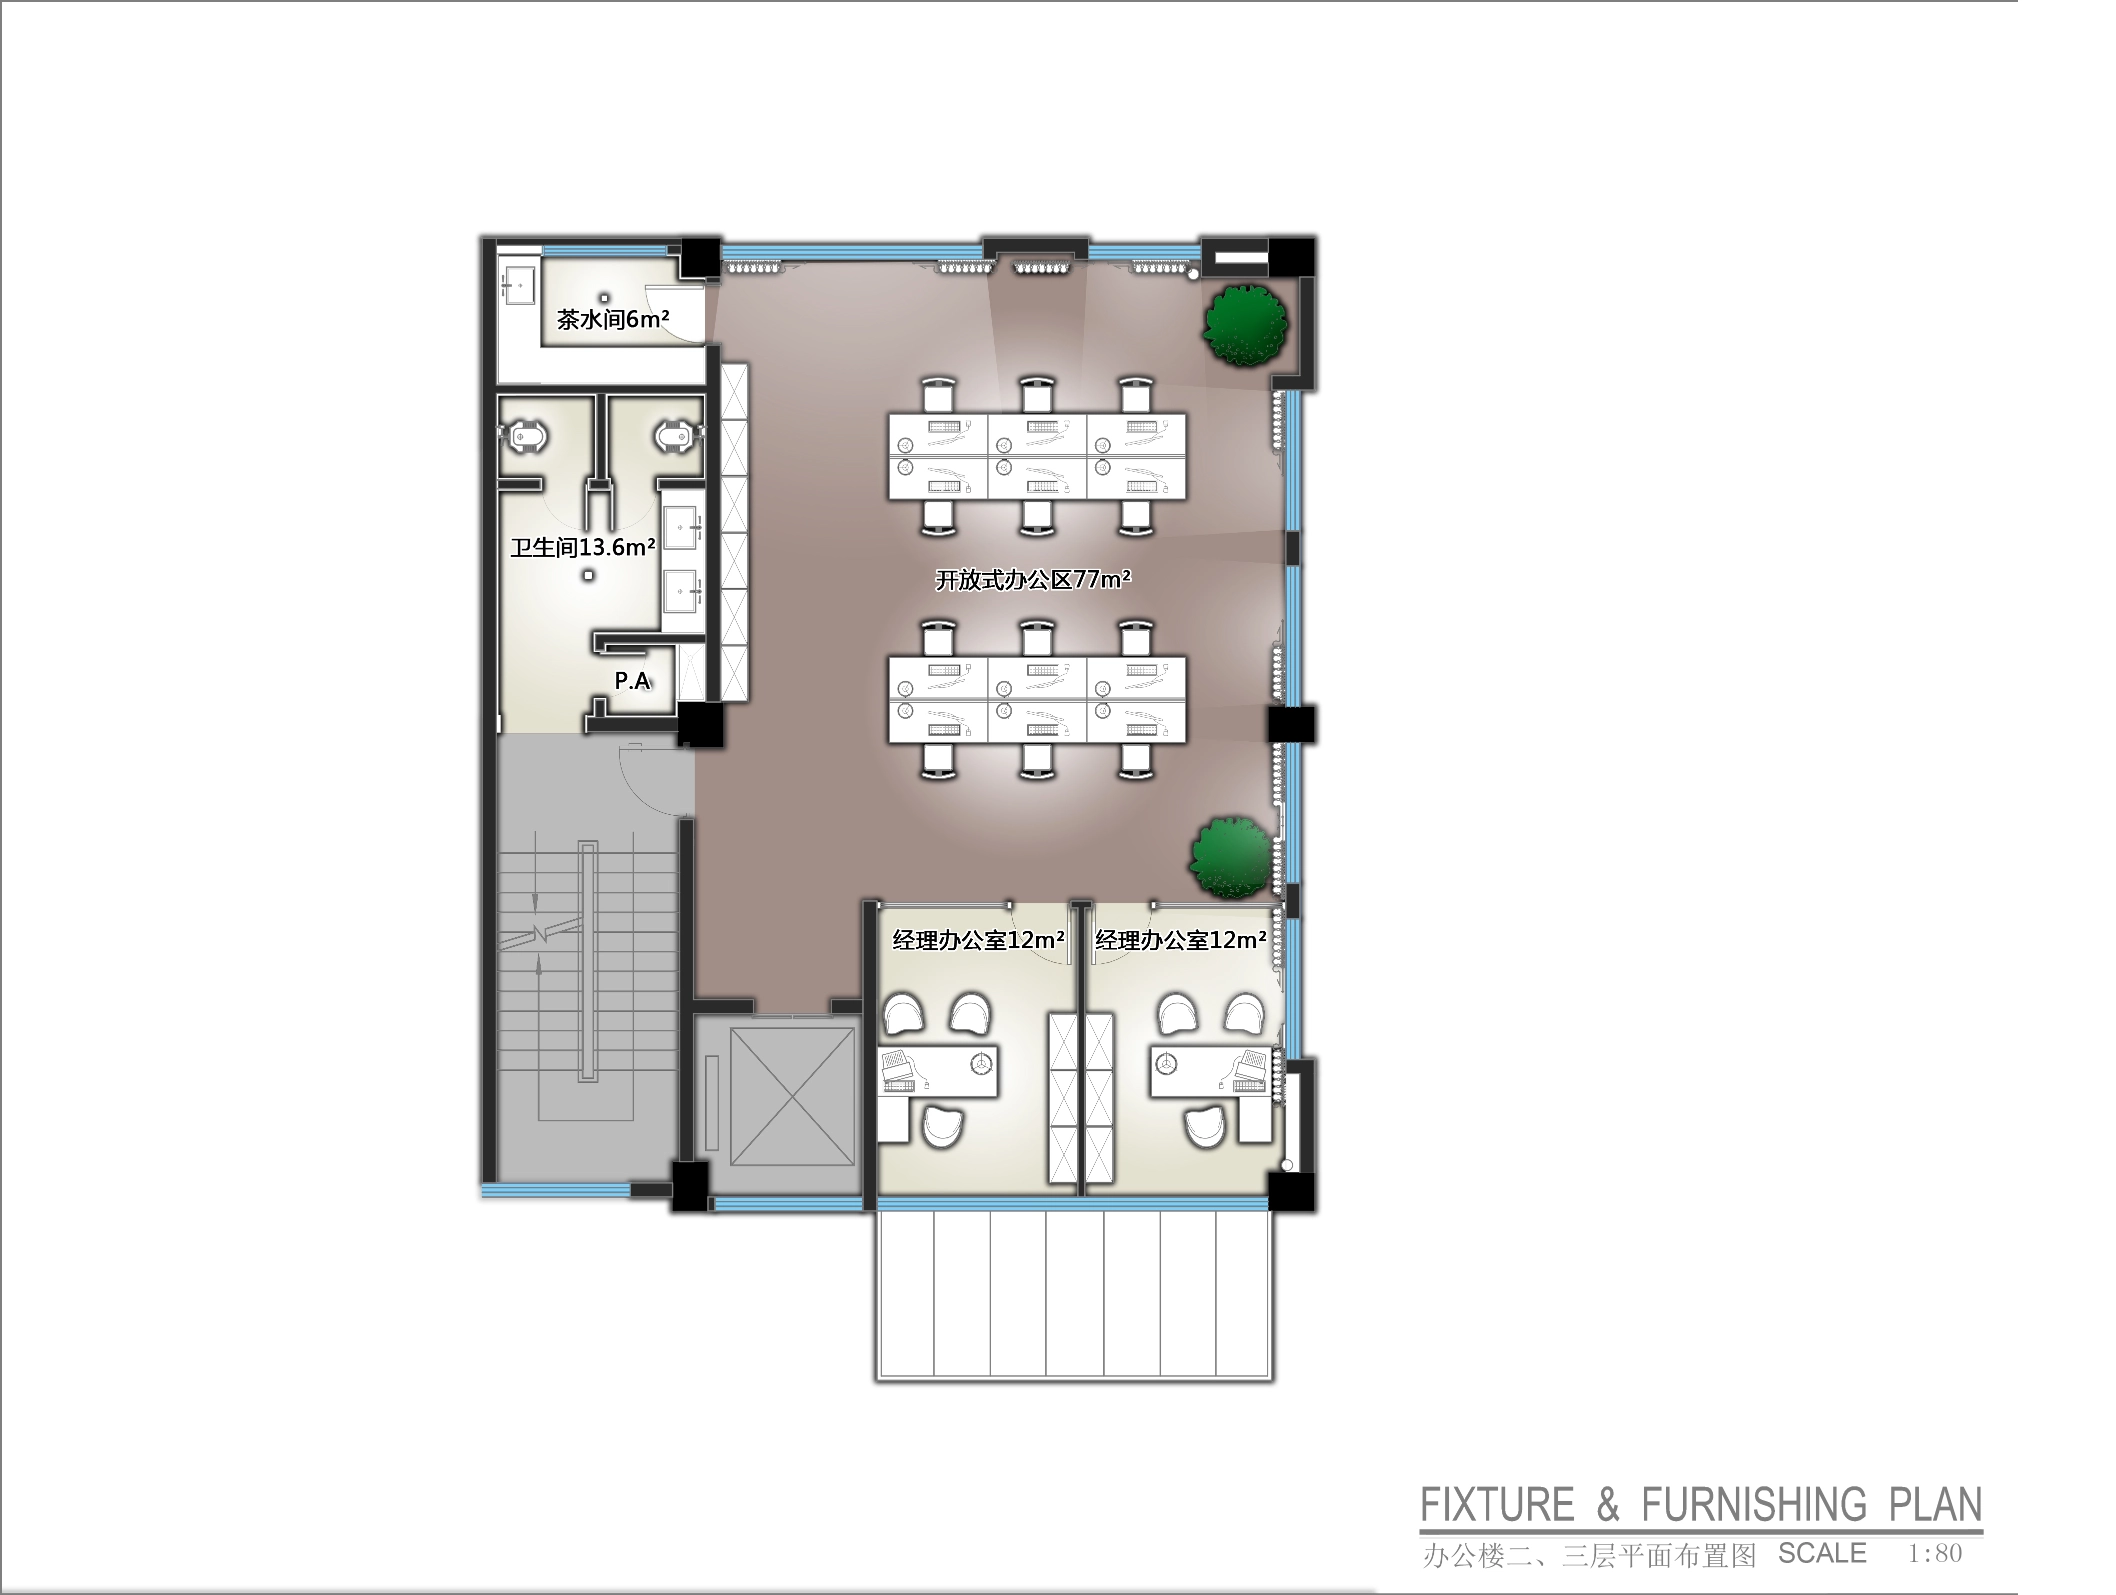 茶水间6m²
卫生间13.6m²
开放式办公区77m²
P.A
经理办公室12m²
经理办公室12m²
FIXTURE & FURNISHING PLAN
办公楼二、三层平面布置图 SCALE 1:80